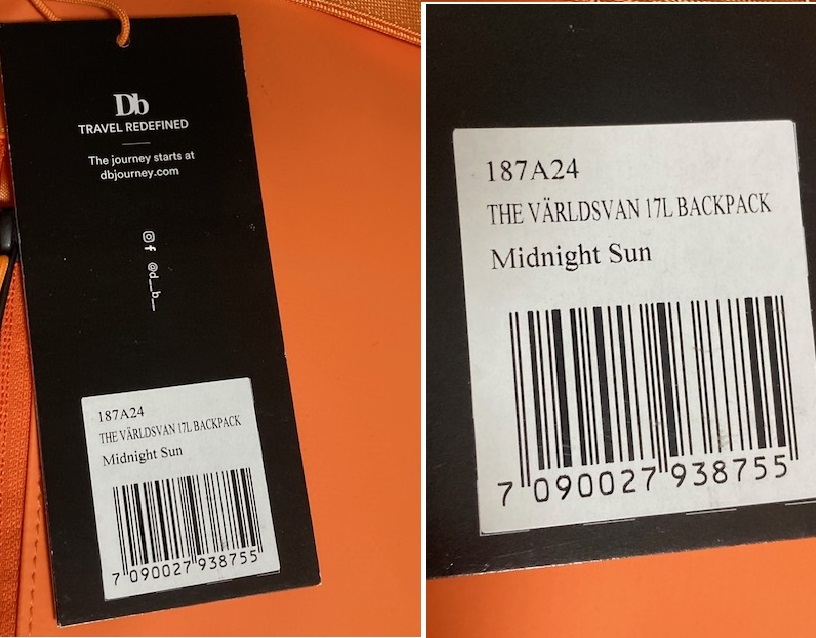 Db
TRAVEL REDEFINED
The journey starts at
dbjourney.com
@d__b__
187A24
THE VÄRLDSVAN 17L BACKPACK
Midnight Sun
7 090027 938755
187A24
THE VÄRLDSVAN 17L BACKPACK
Midnight Sun
7 090027 938755